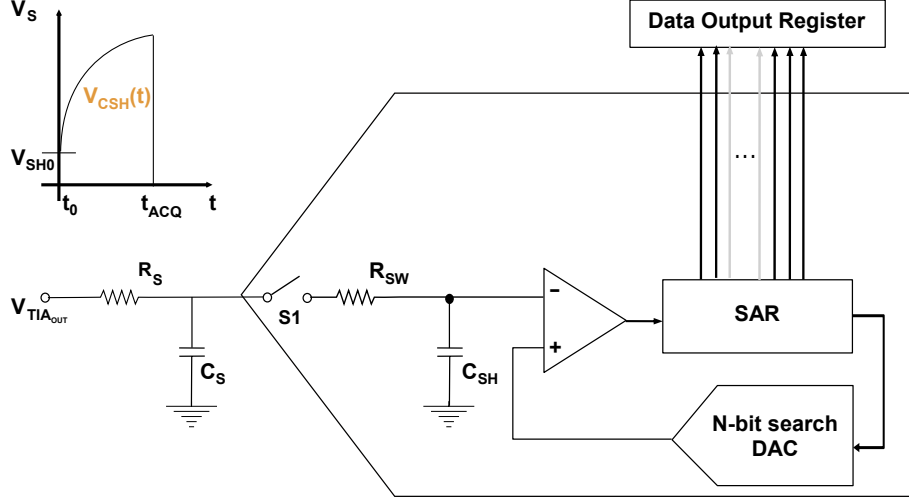 V_S
Data Output Register
V_CSH(t)
V_SH0
t_0
t_ACQ
t
...
R_S
R_SW
V_TIA_OUT
S1
SAR
C_S
C_SH
−
+
N-bit search
DAC